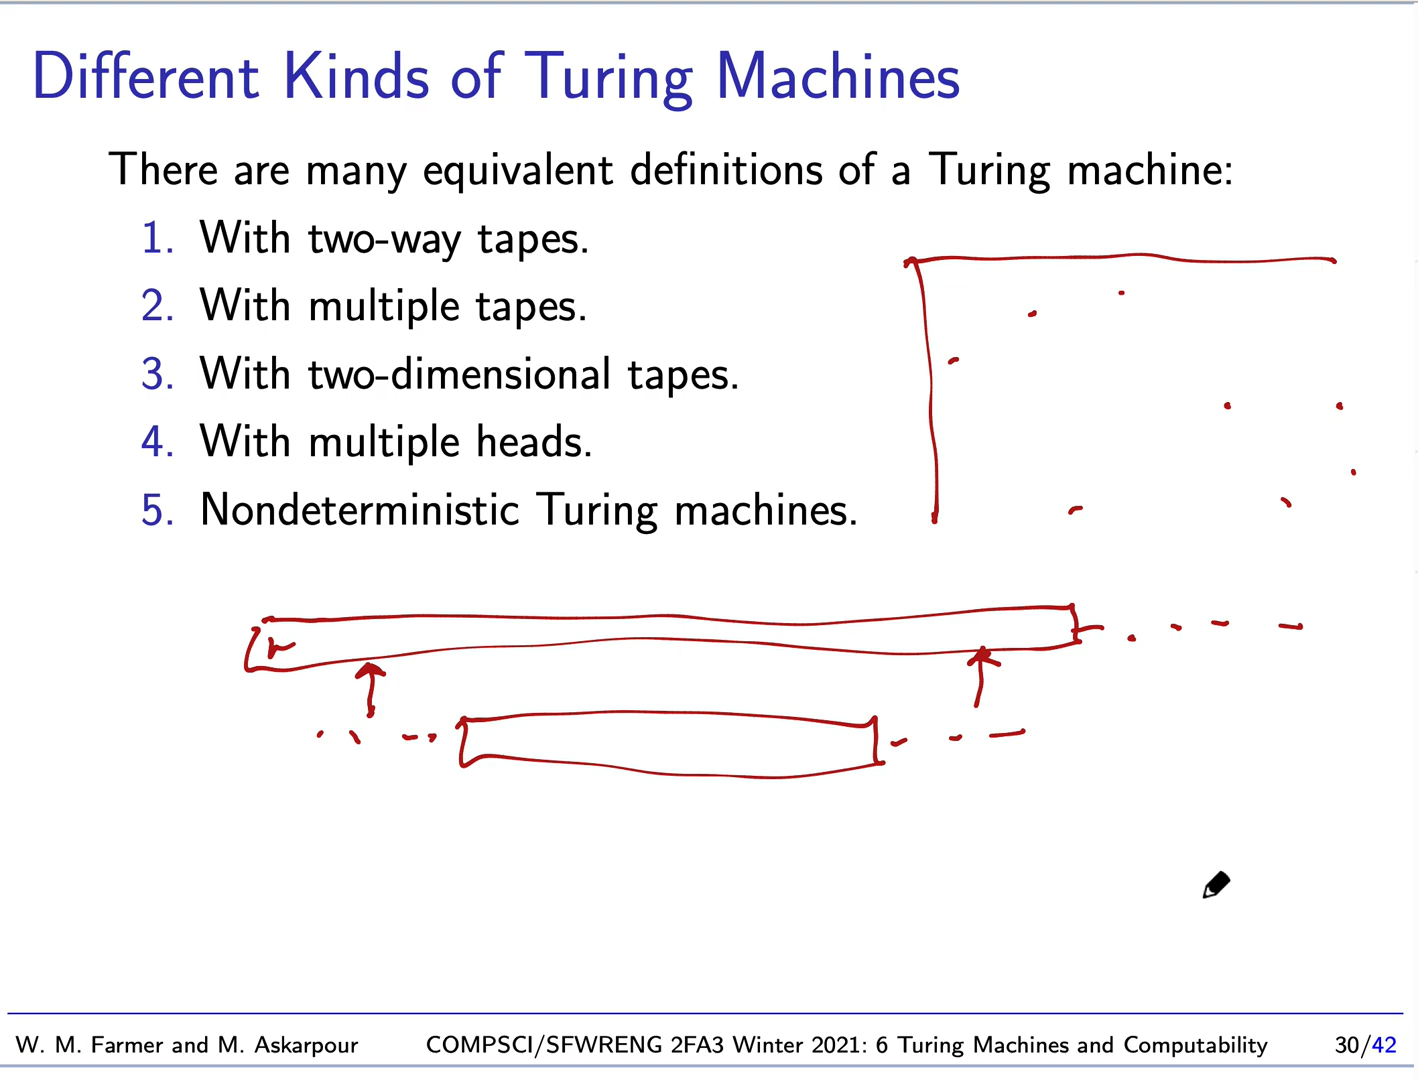 Different Kinds of Turing Machines
There are many equivalent definitions of a Turing machine:
1. With two-way tapes.
2. With multiple tapes.
3. With two-dimensional tapes.
4. With multiple heads.
5. Nondeterministic Turing machines.
W. M. Farmer and M. Askarpour COMPSCI/SFWRENG 2FA3 Winter 2021: 6 Turing Machines and Computability 30/42